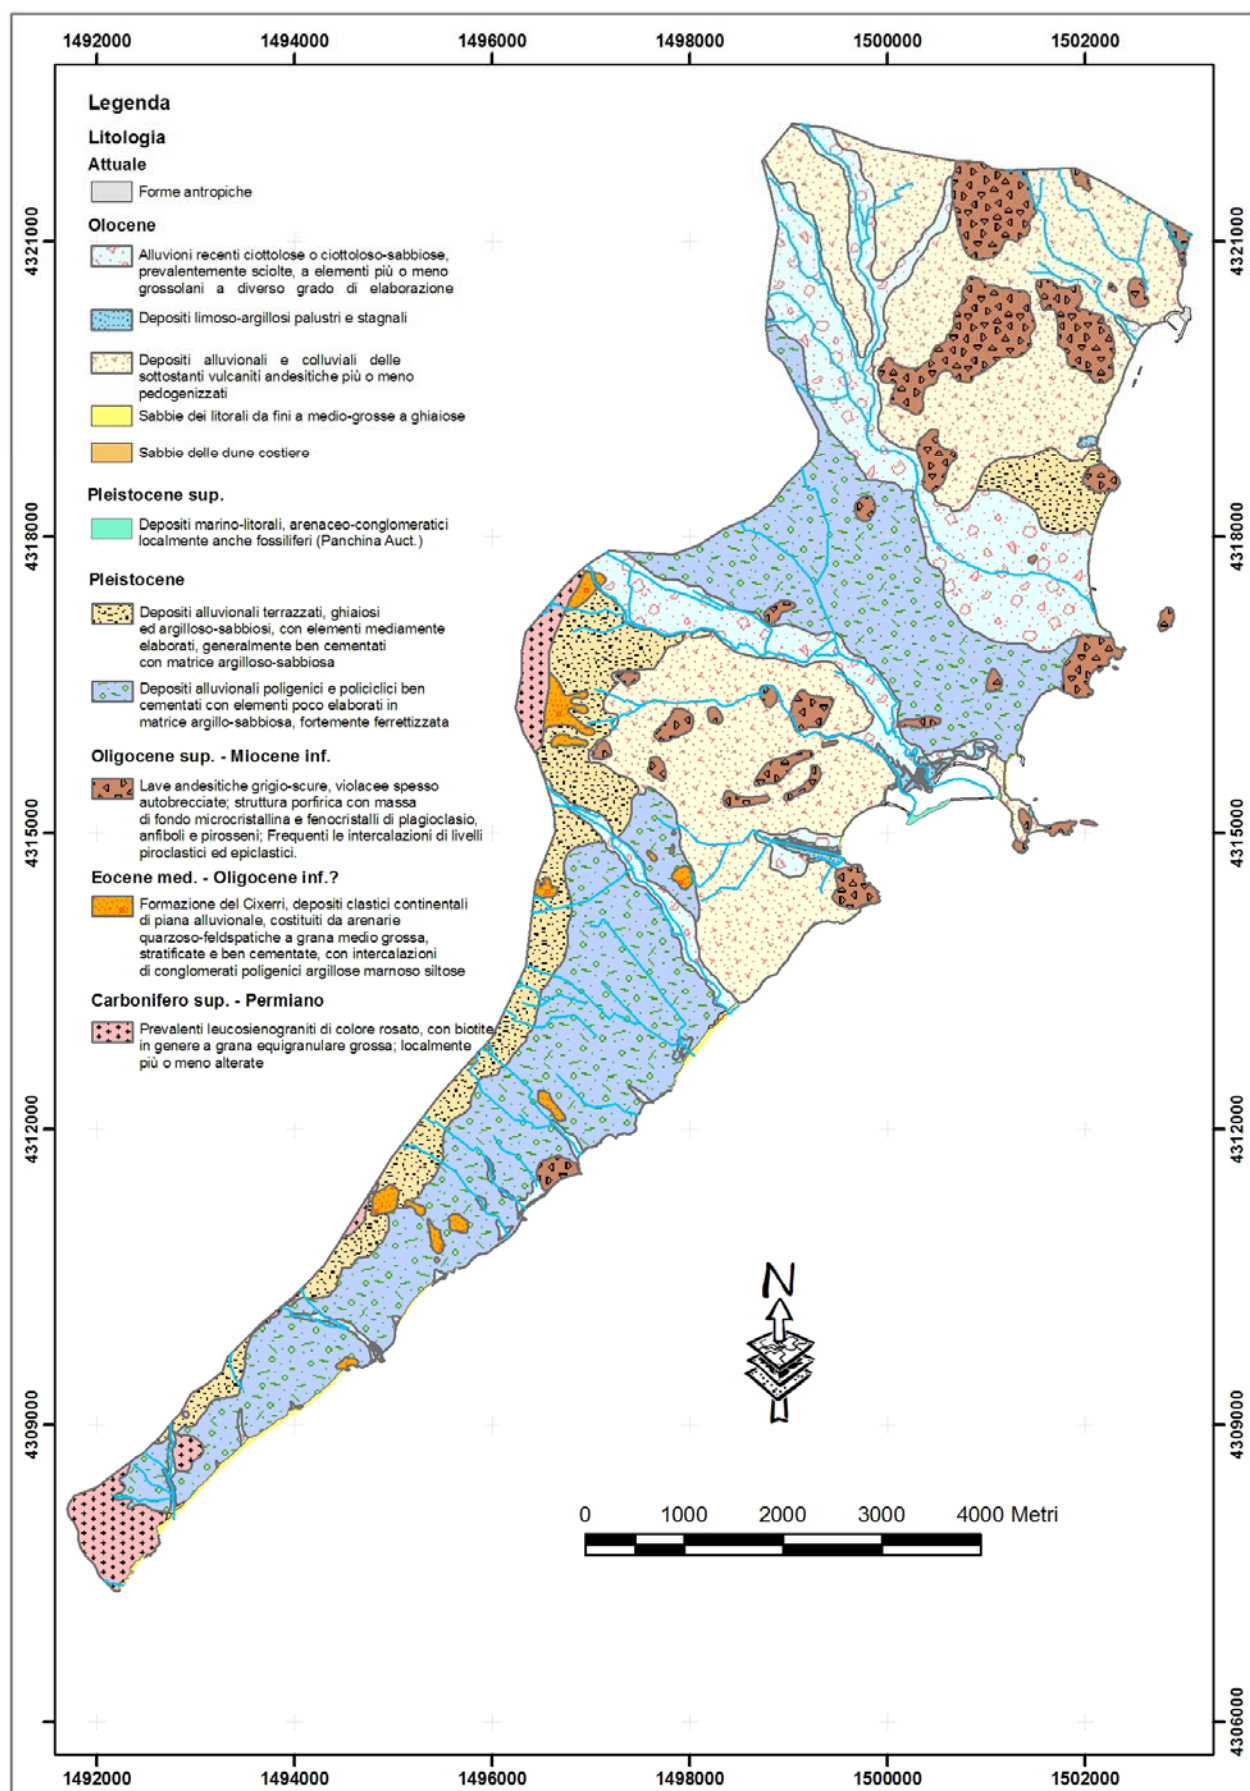 1492000 1494000 1496000 1498000 1500000 1502000
Legenda
Litologia
Attuale
Forme antropiche
Olocene
Alluvioni recenti ciottolose o ciottoloso-sabbiose,
prevalentemente sciolte, a elementi più o meno
grossolani a diverso grado di elaborazione
Depositi limoso-argillosi palustri e stagnali
Depositi alluvionali e colluviali delle
sottostanti vulcaniti andesitiche più o meno
pedogenizzati
Sabbie dei litorali da fini a medio-grosse a ghiaiose
Sabbie delle dune costiere
Pleistocene sup.
Depositi marino-litorali, arenaceo-conglomeratici
localmente anche fossiliferi (Panchina Auct.)
Pleistocene
Depositi alluvionali terrazzati, ghiaiosi
ed argilloso-sabbiosi, con elementi mediamente
elaborati, generalmente ben cementati
con matrice argilloso-sabbiosa
Depositi alluvionali poligenici e policiclici ben
cementati con elementi poco elaborati in
matrice argillo-sabbiosa, fortemente ferrettizzata
Oligocene sup. - Miocene inf.
Lave andesitiche grigio-scure, violacee spesso
autobrecciate; struttura porfirica con massa
di fondo microcristallina e fenocristalli di plagioclasio,
anfiboli e pirosseni; Frequenti le intercalazioni di livelli
piroclastici ed epiclastici.
Eocene med. - Oligocene inf.?
Formazione del Cixerri, depositi clastici continentali
di piana alluvionale, costituiti da arenarie
quarzoso-feldspatiche a grana medio grossa,
stratificate e ben cementate, con intercalazioni
di conglomerati poligenici argillose marnoso siltose
Carbonifero sup. - Permiano
Prevalenti leucosienograniti di colore rosato, con biotite,
in genere a grana equigranulare grossa; localmente
più o meno alterate
4321000
4318000
4315000
4312000
4309000
4321000
4318000
4315000
4312000
4309000
4306000
N
0 1000 2000 3000 4000 Metri
1492000 1494000 1496000 1498000 1500000 1502000